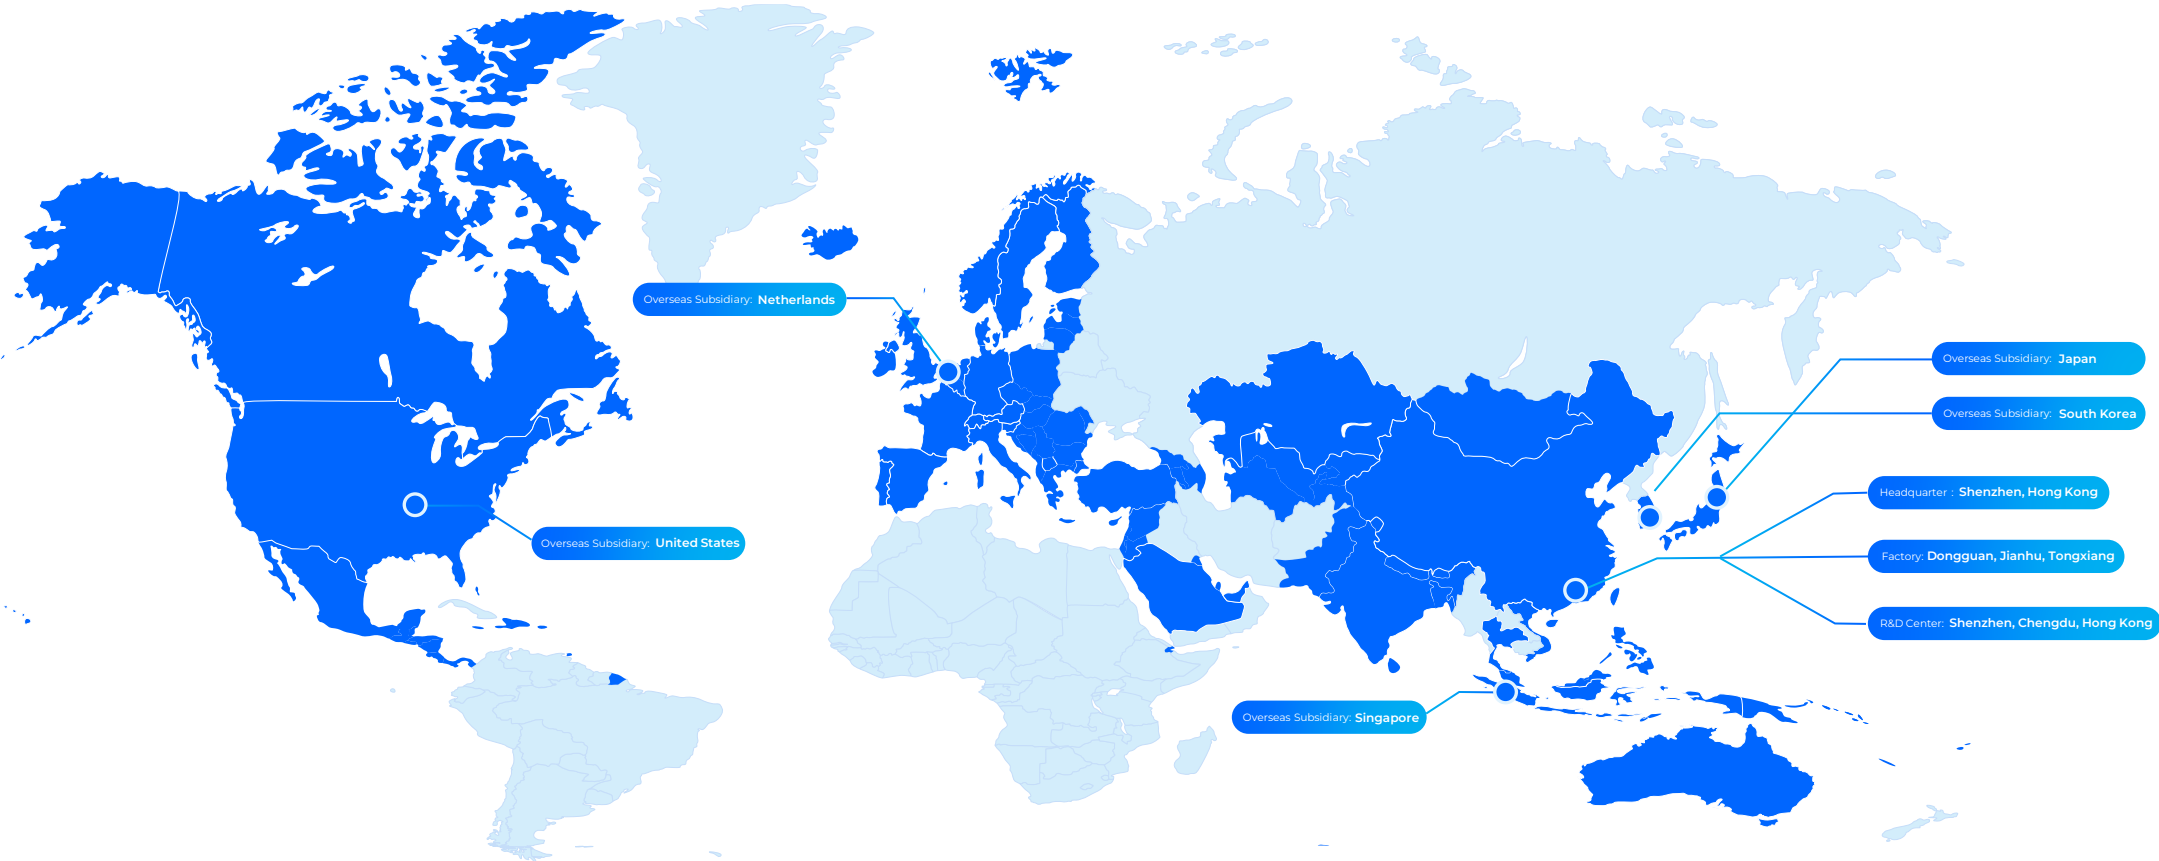 Overseas Subsidiary: Netherlands
Overseas Subsidiary: Japan
Overseas Subsidiary: South Korea
Headquarter : Shenzhen, Hong Kong
Overseas Subsidiary: United States
Factory: Dongguan, Jianhu, Tongxiang
R&D Center: Shenzhen, Chengdu, Hong Kong
Overseas Subsidiary: Singapore